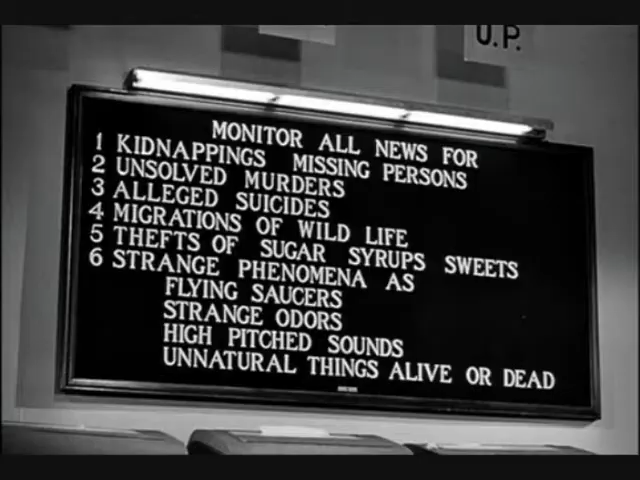 U.P.
MONITOR ALL NEWS FOR
1 KIDNAPPINGS MISSING PERSONS
2 UNSOLVED MURDERS
3 ALLEGED SUICIDES
4 MIGRATIONS OF WILD LIFE
5 THEFTS OF SUGAR SYRUPS SWEETS
6 STRANGE PHENOMENA AS
FLYING SAUCERS
STRANGE ODORS
HIGH PITCHED SOUNDS
UNNATURAL THINGS ALIVE OR DEAD